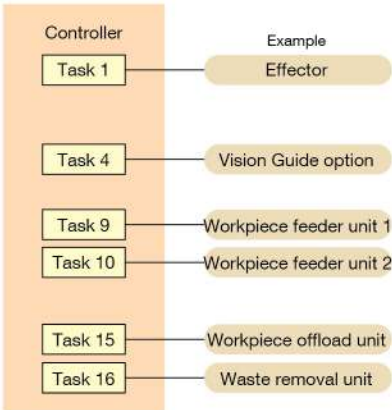 Controller
Example
Task 1
Effector
Task 4
Vision Guide option
Task 9
Workpiece feeder unit 1
Task 10
Workpiece feeder unit 2
Task 15
Workpiece offload unit
Task 16
Waste removal unit